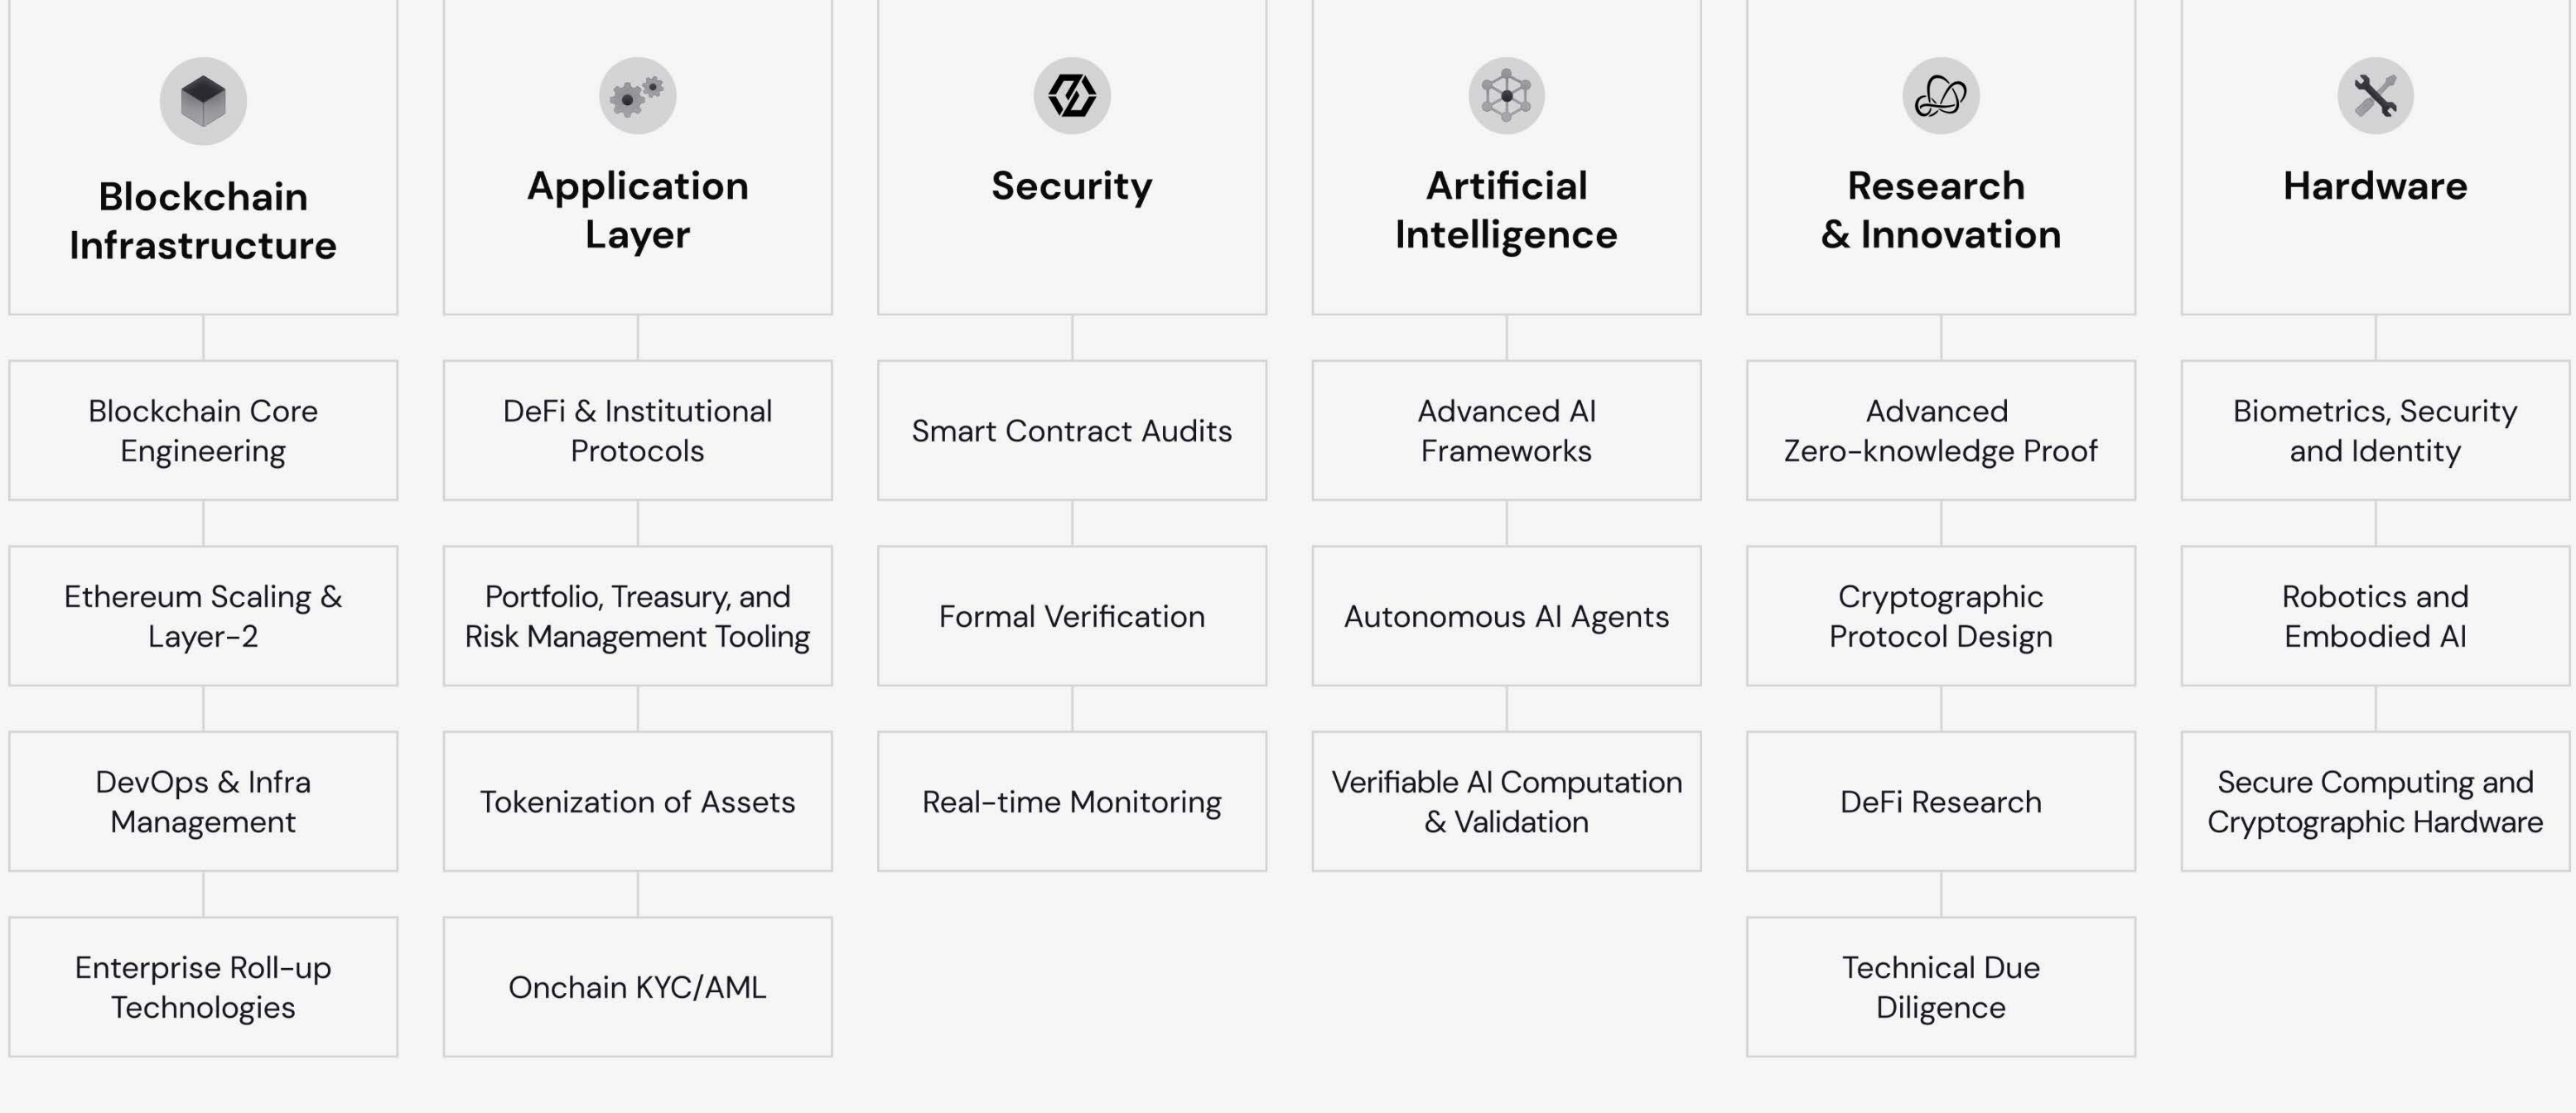 Blockchain
Infrastructure
Blockchain Core
Engineering
Ethereum Scaling &
Layer-2
DevOps & Infra
Management
Enterprise Roll-up
Technologies
Application
Layer
DeFi & Institutional
Protocols
Portfolio, Treasury, and
Risk Management Tooling
Tokenization of Assets
Onchain KYC/AML
Security
Smart Contract Audits
Formal Verification
Real-time Monitoring
Artificial
Intelligence
Advanced AI
Frameworks
Autonomous AI Agents
Verifiable AI Computation
& Validation
Research
& Innovation
Advanced
Zero-knowledge Proof
Cryptographic
Protocol Design
DeFi Research
Technical Due
Diligence
Hardware
Biometrics, Security
and Identity
Robotics and
Embodied AI
Secure Computing and
Cryptographic Hardware